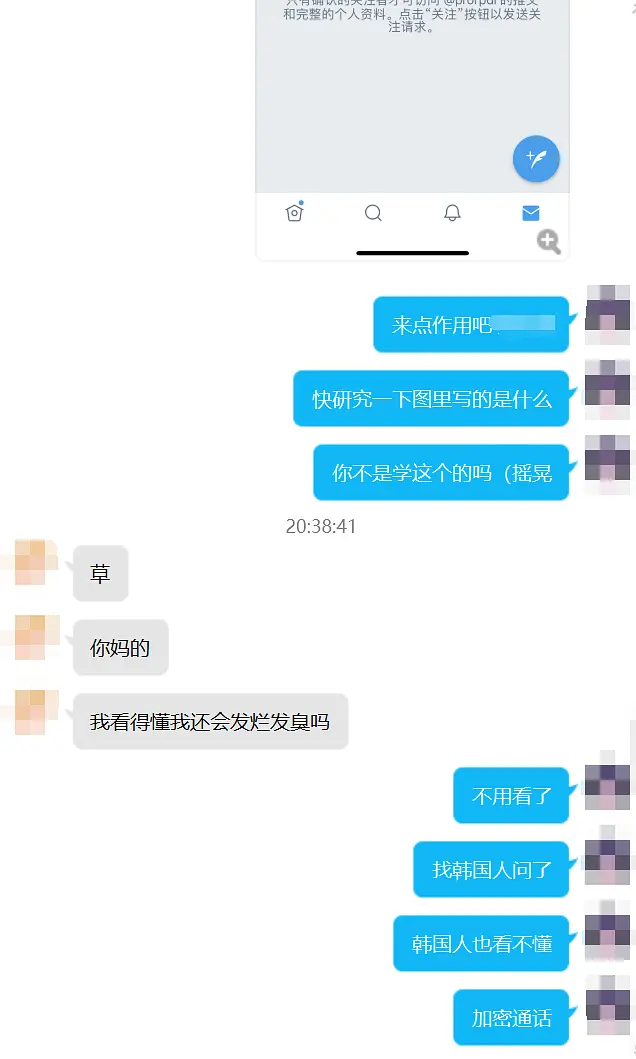 只有确认的关注者才可访问 @prorpur 的推文
和完整的个人资料。点击“关注”按钮以发送关
注请求。
来点作用吧
快研究一下图里写的是什么
你不是学这个的吗（摇晃
20:38:41
草
你妈的
我看得懂我还会发烂发臭吗
不用看了
找韩国人问了
韩国人也看不懂
加密通话